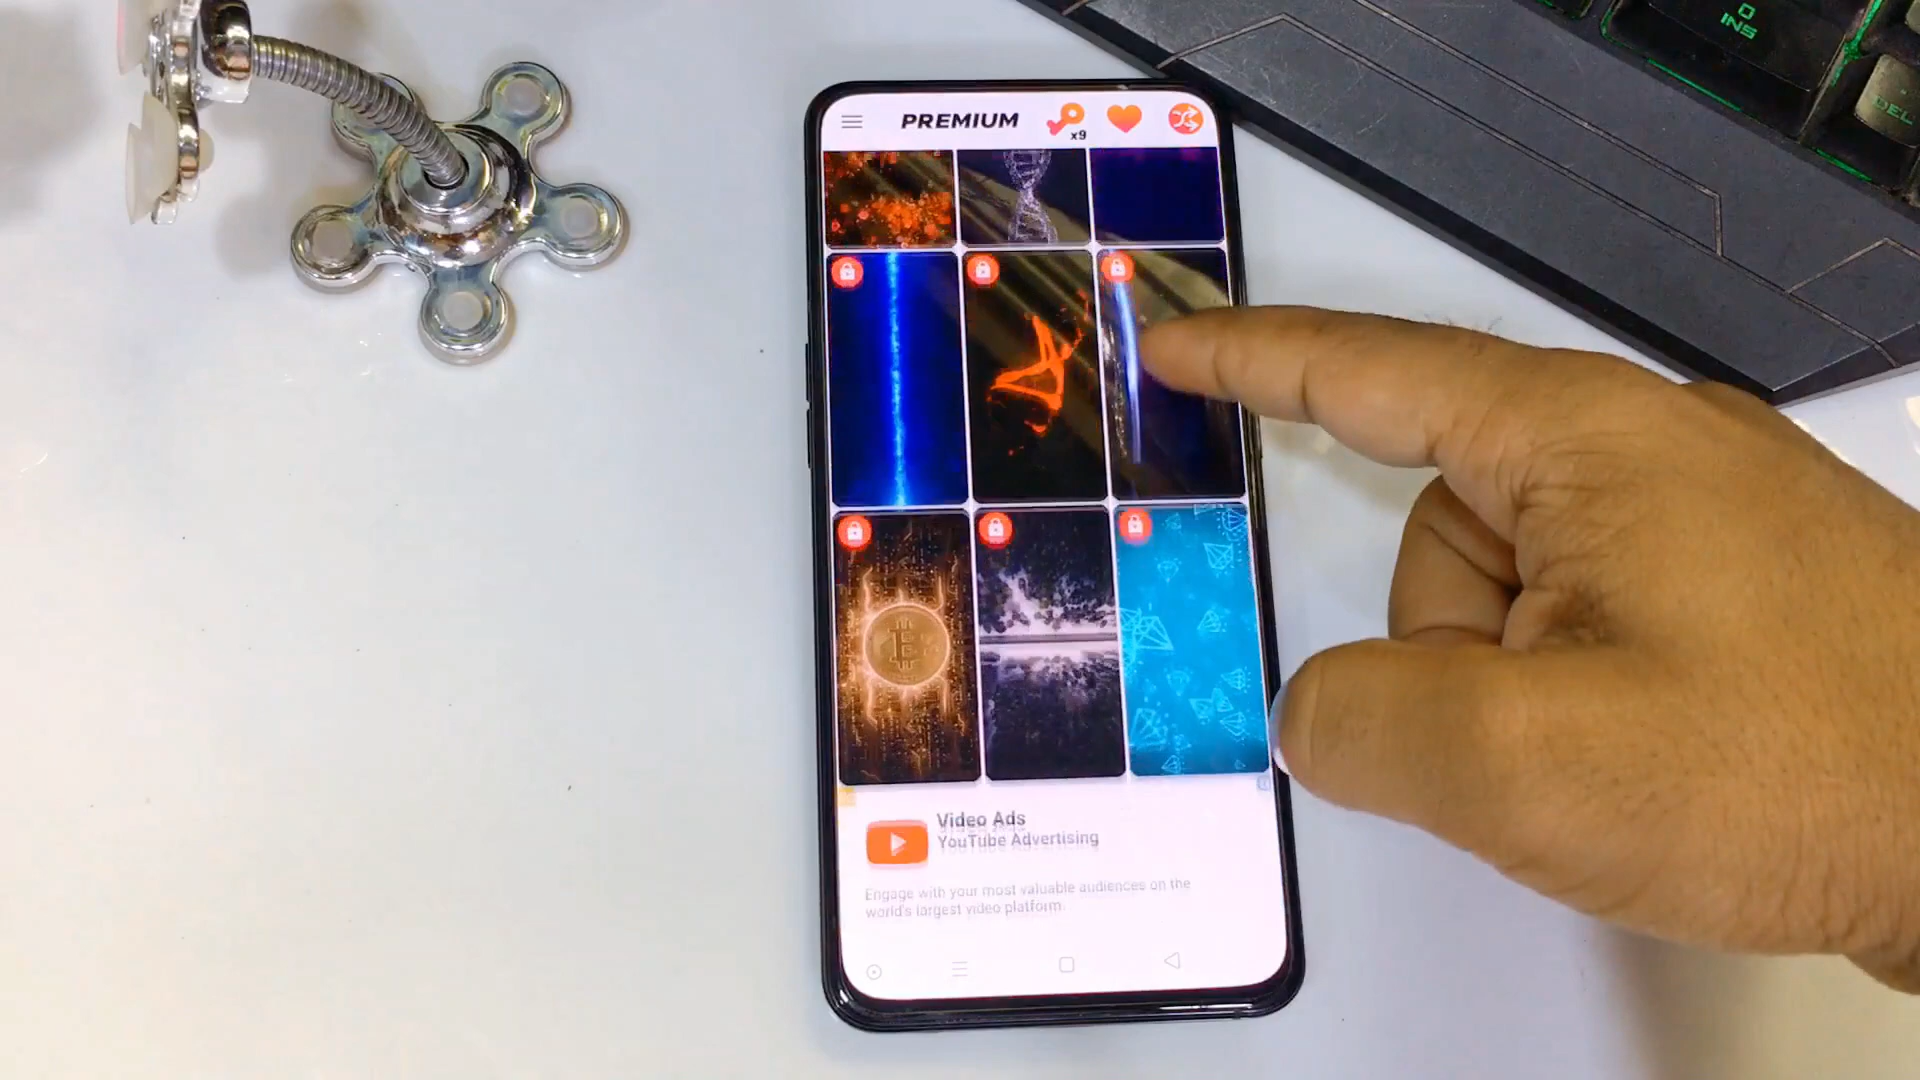 0
INS
DEL
PREMIUM
x9
Video Ads
YouTube Advertising
Engage with your most valuable audiences on the
world's largest video platform